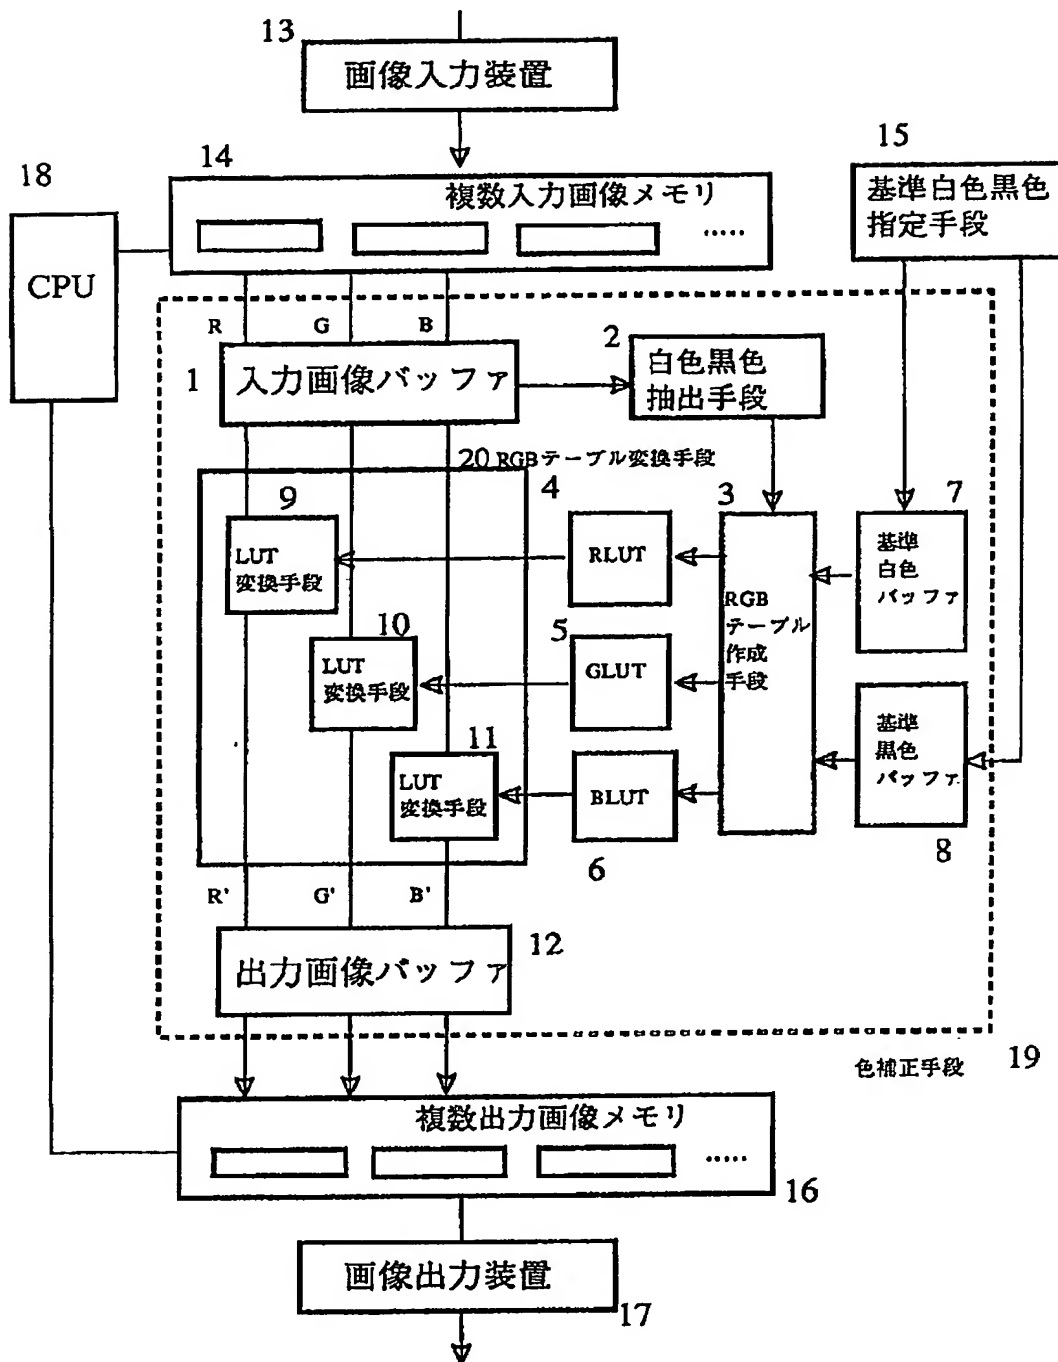 13
画像入力装置
18
14
15
複数入力画像メモリ
.....
基準白色黒色
指定手段
CPU
R
G
B
1
入力画像バッファ
2
白色黒色
抽出手段
20 RGBテーブル変換手段
9
LUT
変換手段
4
RLUT
3
RGB
テーブル
作成
手段
7
基準
白色
バッファ
10
LUT
変換手段
5
GLUT
11
LUT
変換手段
BLUT
6
基準
黒色
バッファ
8
R'
G'
B'
出力画像バッファ
12
色補正手段
19
複数出力画像メモリ
.....
16
画像出力装置
17